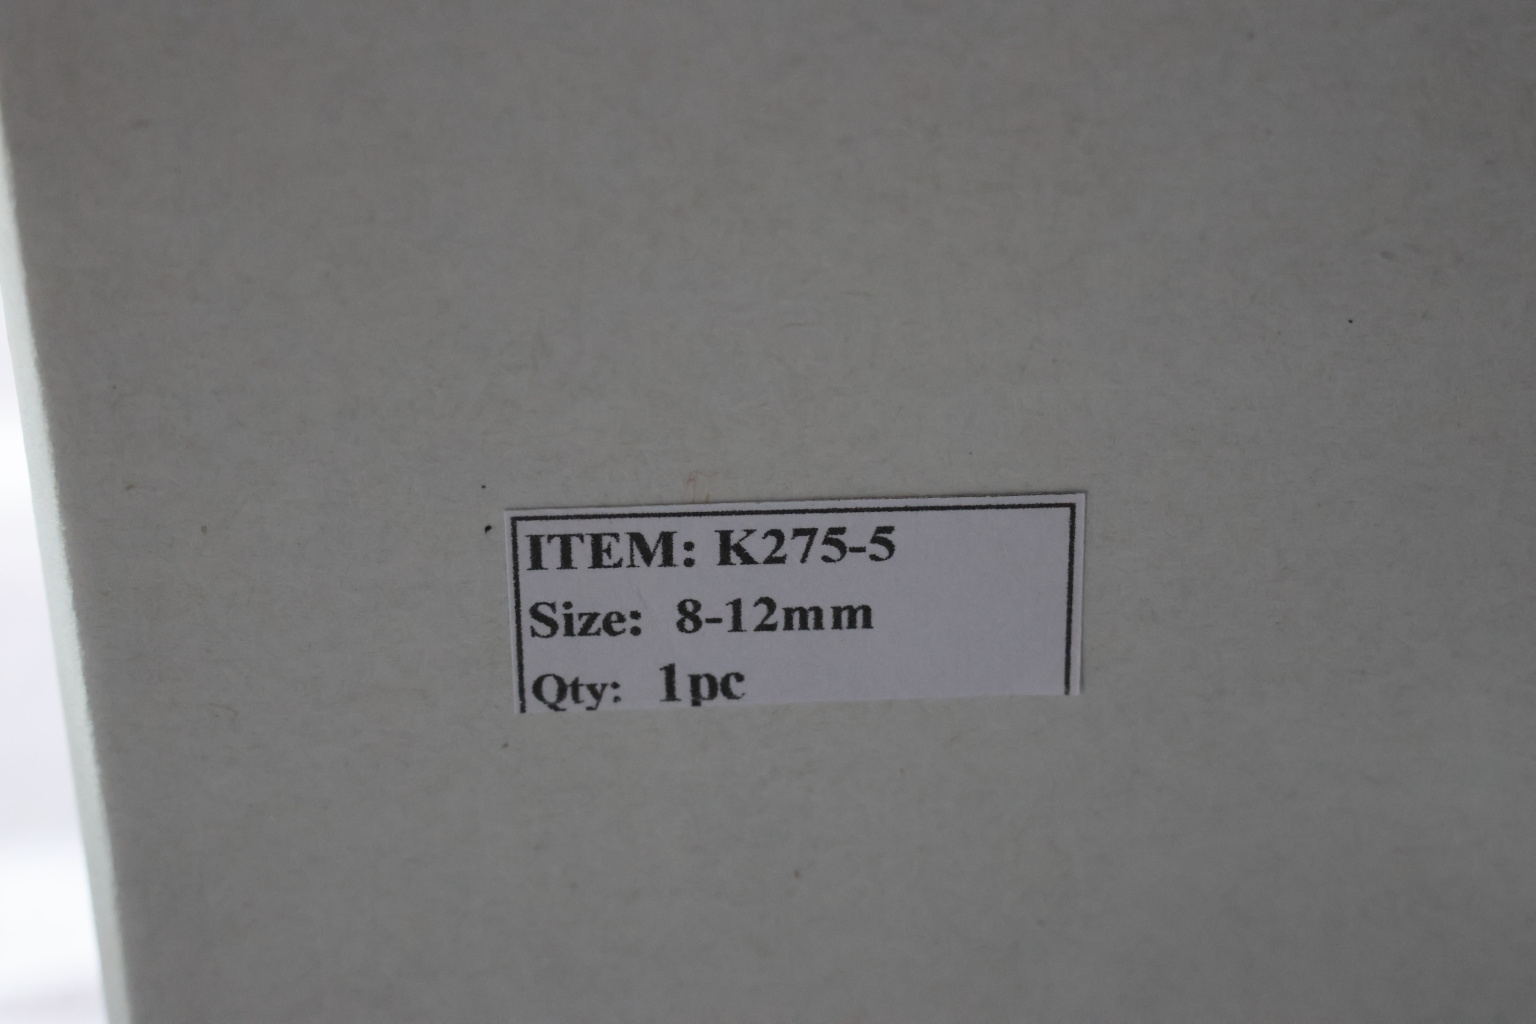 ITEM: K275-5
Size: 8-12mm
Qty: 1pc